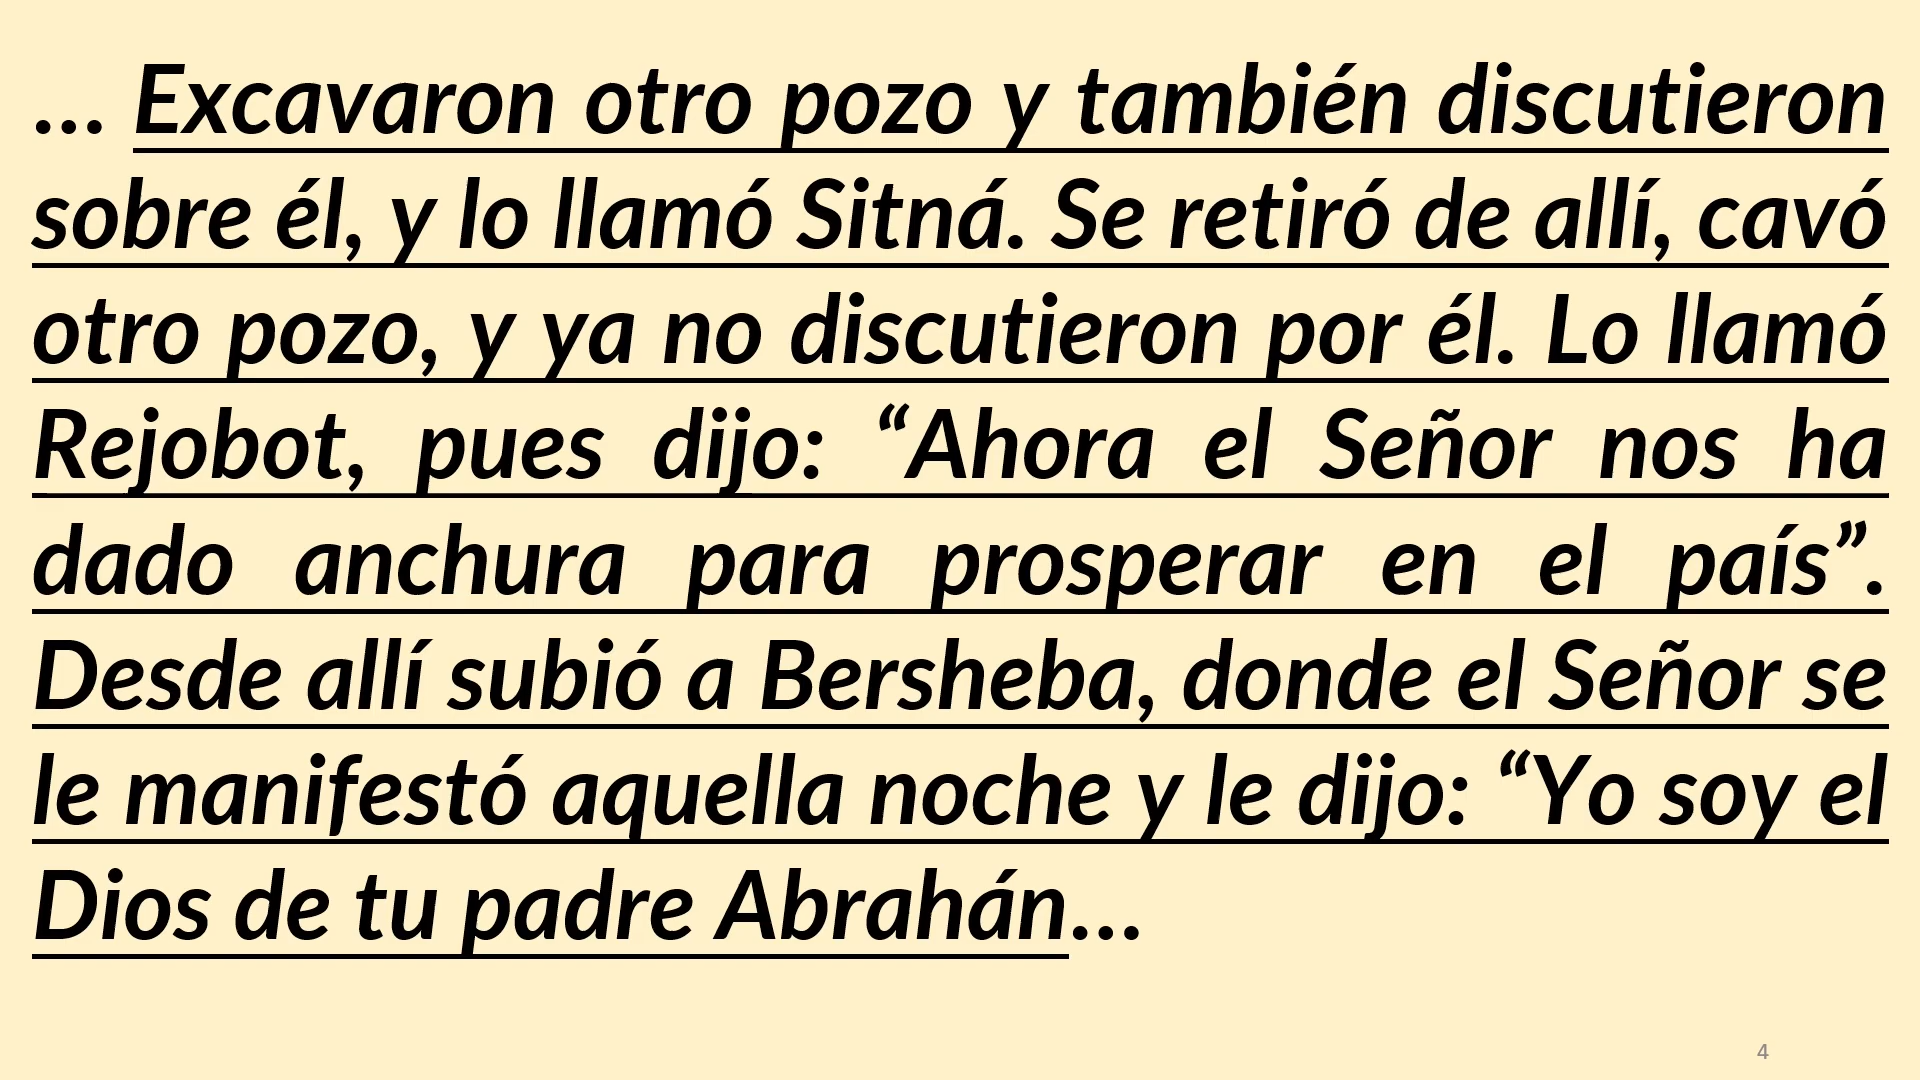 ... Excavaron otro pozo y también discutieron
sobre él, y lo llamó Sitná. Se retiró de allí, cavó
otro pozo, y ya no discutieron por él. Lo llamó
Rejobot, pues dijo: “Ahora el Señor nos ha
dado anchura para prosperar en el país”.
Desde allí subió a Bersheba, donde el Señor se
le manifestó aquella noche y le dijo: “Yo soy el
Dios de tu padre Abrahán...
4